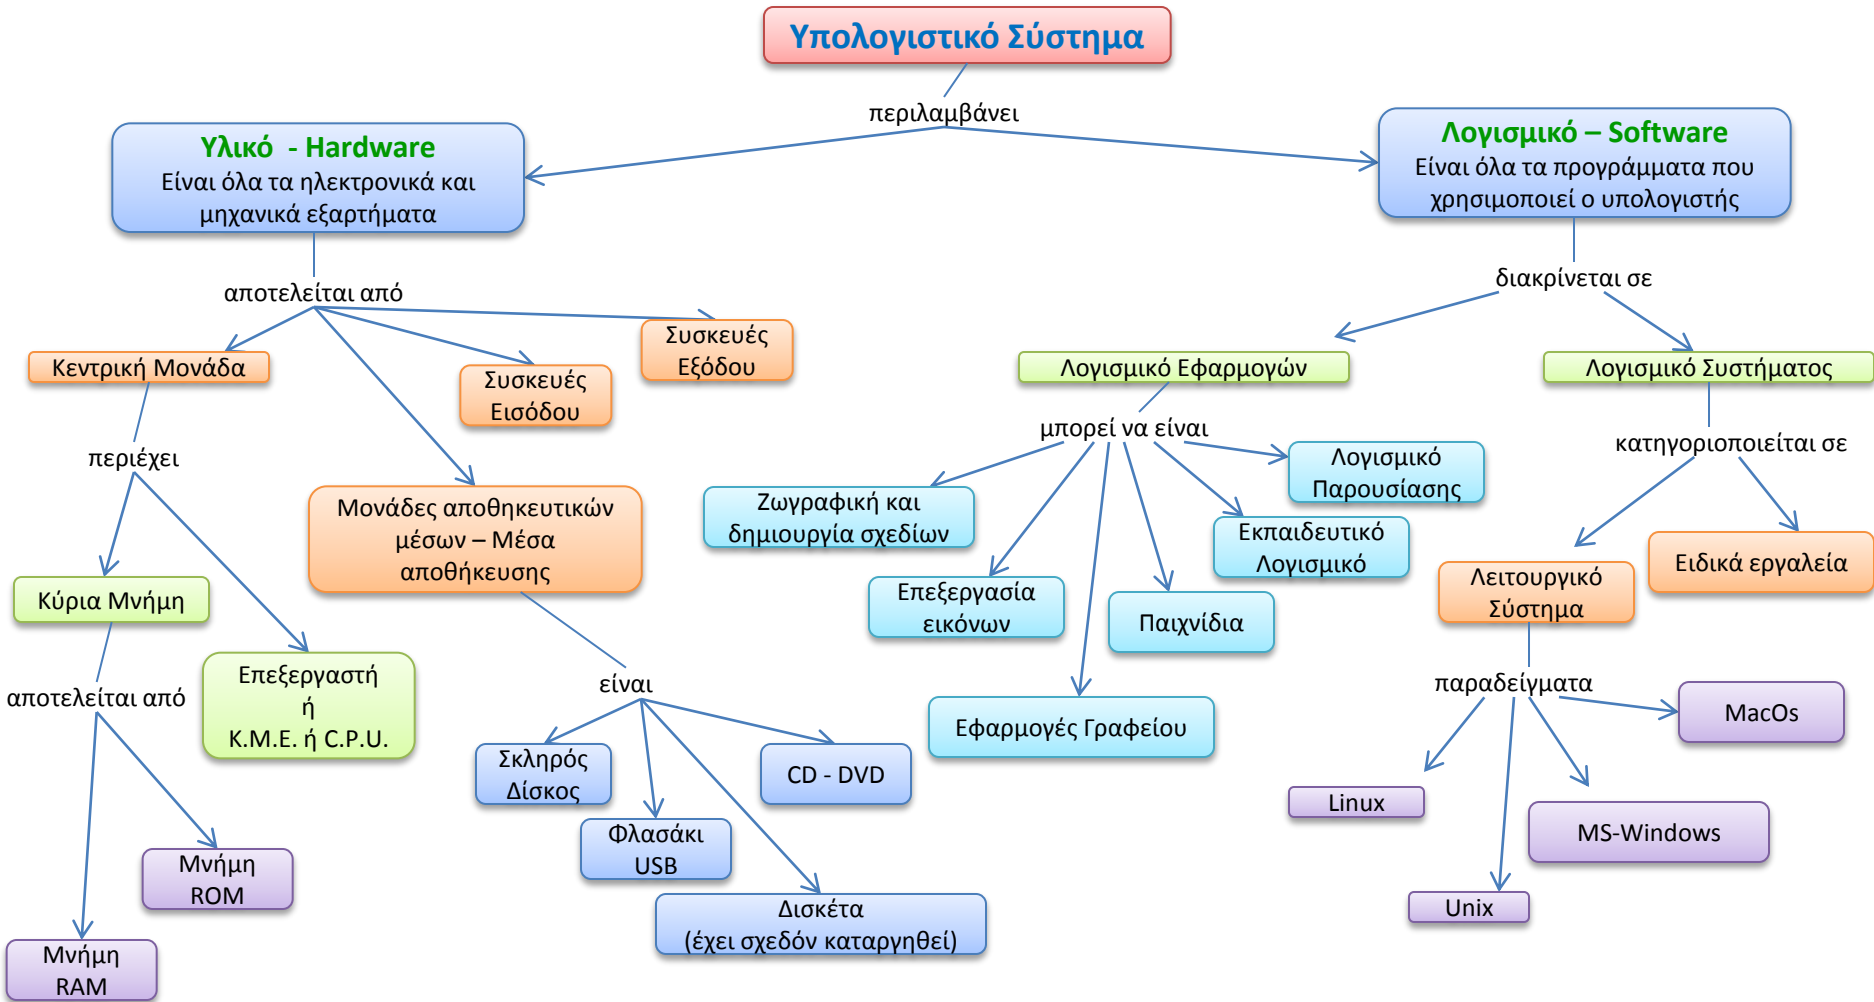 Υπολογιστικό Σύστημα
περιλαμβάνει
Υλικό - Hardware
Είναι όλα τα ηλεκτρονικά και
μηχανικά εξαρτήματα
Λογισμικό – Software
Είναι όλα τα προγράμματα που
χρησιμοποιεί ο υπολογιστής
αποτελείται από
διακρίνεται σε
Κεντρική Μονάδα
Συσκευές
Εισόδου
Συσκευές
Εξόδου
Λογισμικό Εφαρμογών
Λογισμικό Συστήματος
περιέχει
μπορεί να είναι
κατηγοριοποιείται σε
Μονάδες αποθηκευτικών
μέσων – Μέσα
αποθήκευσης
Ζωγραφική και
δημιουργία σχεδίων
Λογισμικό
Παρουσίασης
Εκπαιδευτικό
Λογισμικό
Ειδικά εργαλεία
Κύρια Μνήμη
Επεξεργασία
εικόνων
Παιχνίδια
Λειτουργικό
Σύστημα
Επεξεργαστή
ή
Κ.Μ.Ε. ή C.P.U.
αποτελείται από
είναι
Εφαρμογές Γραφείου
παραδείγματα
MacOs
Σκληρός
Δίσκος
CD - DVD
Linux
MS-Windows
Φλασάκι
USB
Μνήμη
ROM
Δισκέτα
(έχει σχεδόν καταργηθεί)
Unix
Μνήμη
RAM